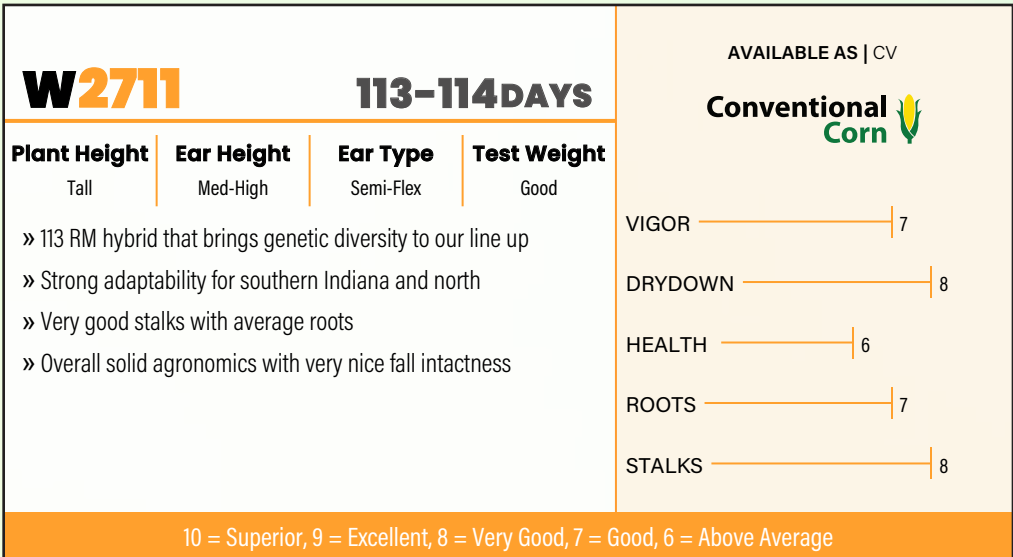 W2711
113-114DAYS
Plant Height
Ear Height
Ear Type
Test Weight
Tall
Med-High
Semi-Flex
Good
» 113 RM hybrid that brings genetic diversity to our line up
» Strong adaptability for southern Indiana and north
» Very good stalks with average roots
» Overall solid agronomics with very nice fall intactness
AVAILABLE AS | CV
Conventional
Corn
VIGOR 7
DRYDOWN 8
HEALTH 6
ROOTS 7
STALKS 8
10 = Superior, 9 = Excellent, 8 = Very Good, 7 = Good, 6 = Above Average